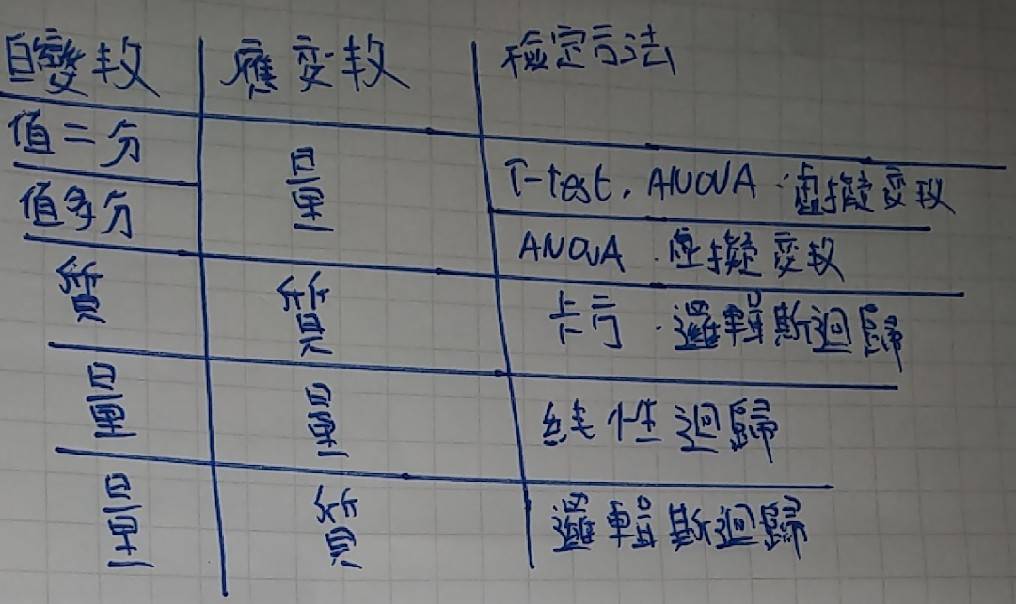 自變數 應變數 檢定方法
值二分 量 T-test, ANOVA·虛擬變數
值多分 ANOVA·虛擬變數
質 質 卡方·邏輯斯迴歸
量 量 線性迴歸
量 質 邏輯斯迴歸